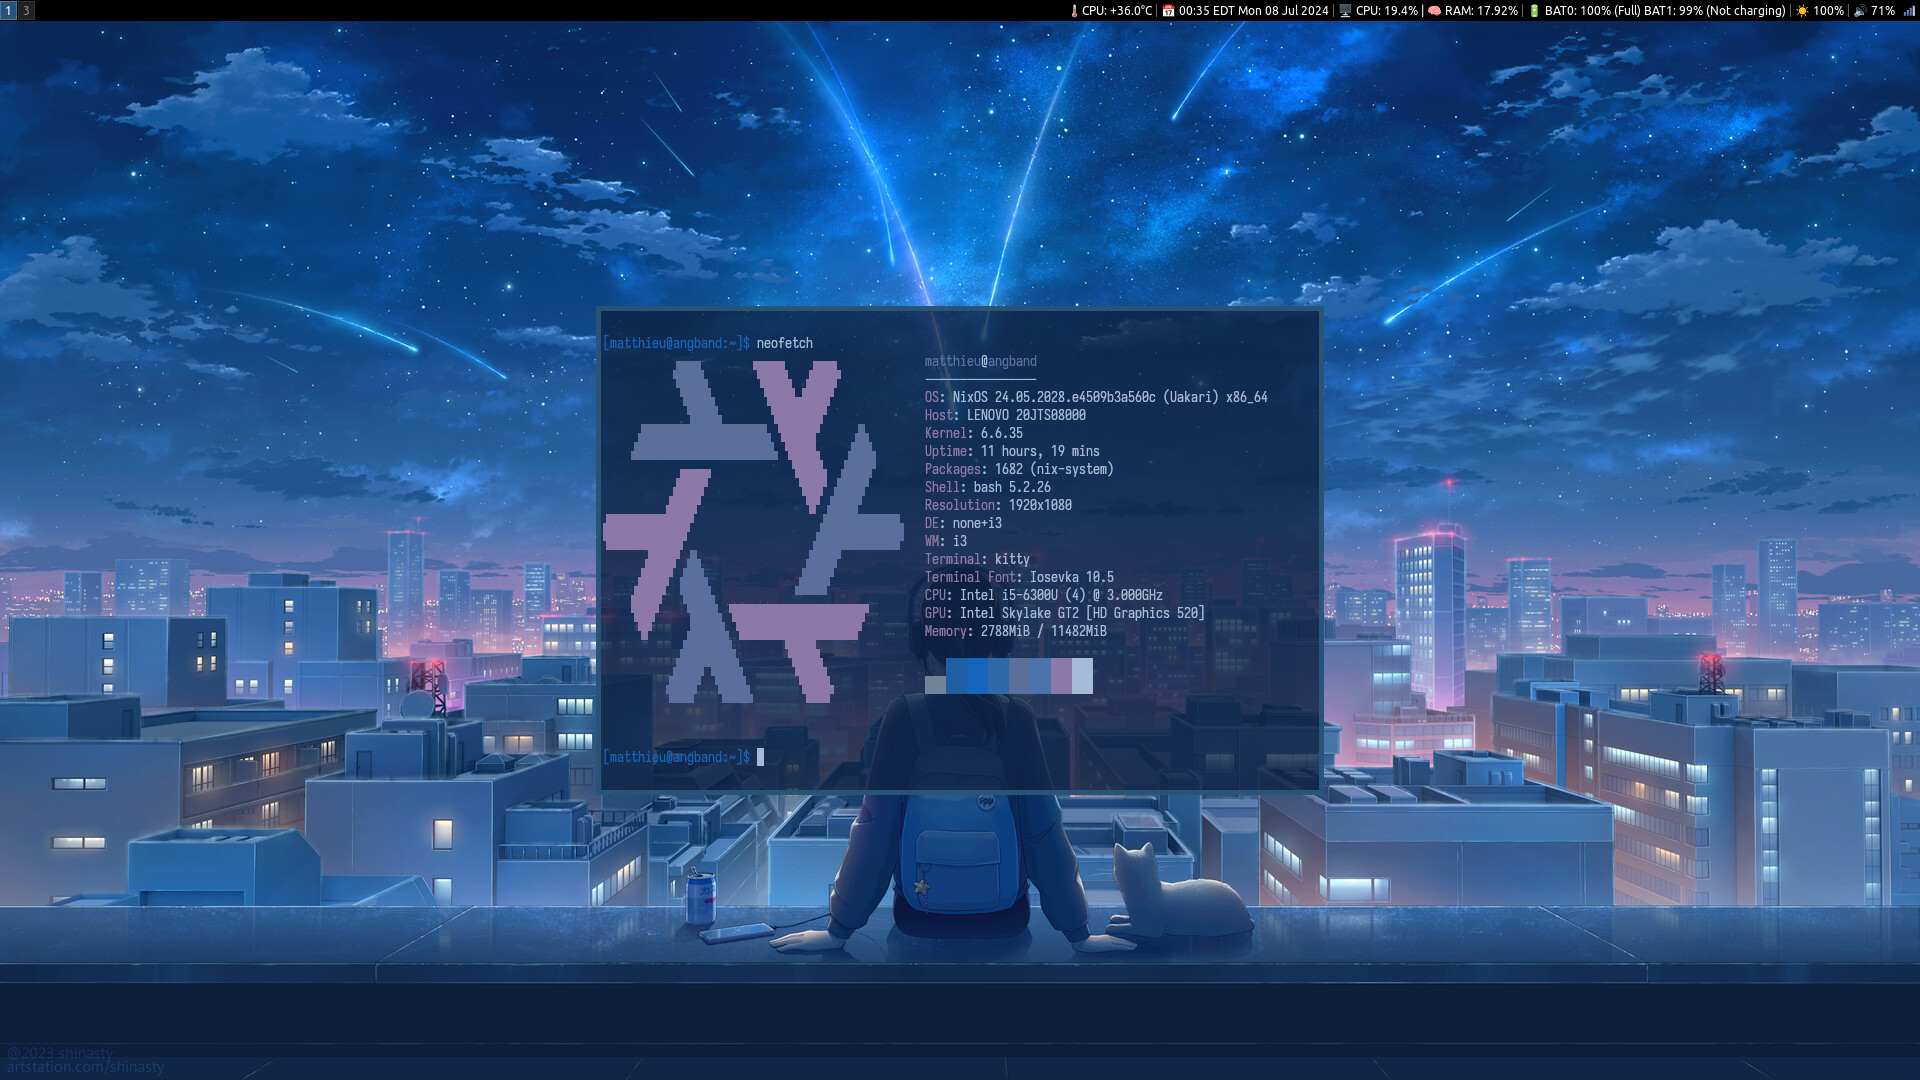 1 3
CPU: +36.0°C | 00:35 EDT Mon 08 Jul 2024 | CPU: 19.4% | RAM: 17.92% | BAT0: 100% (Full) BAT1: 99% (Not charging) | 100% | 71%
[matthieu@angband:~]$ neofetch
matthieu@angband
----------------
OS: NixOS 24.05.2028.e4509b3a560c (Uakari) x86_64
Host: LENOVO 20JTS08000
Kernel: 6.6.35
Uptime: 11 hours, 19 mins
Packages: 1682 (nix-system)
Shell: bash 5.2.26
Resolution: 1920x1080
DE: none+i3
WM: i3
Terminal: kitty
Terminal Font: Iosevka 10.5
CPU: Intel i5-6300U (4) @ 3.000GHz
GPU: Intel Skylake GT2 [HD Graphics 520]
Memory: 2788MiB / 11482MiB
[matthieu@angband:~]$
@2023 shinasty
artstation.com/shinasty